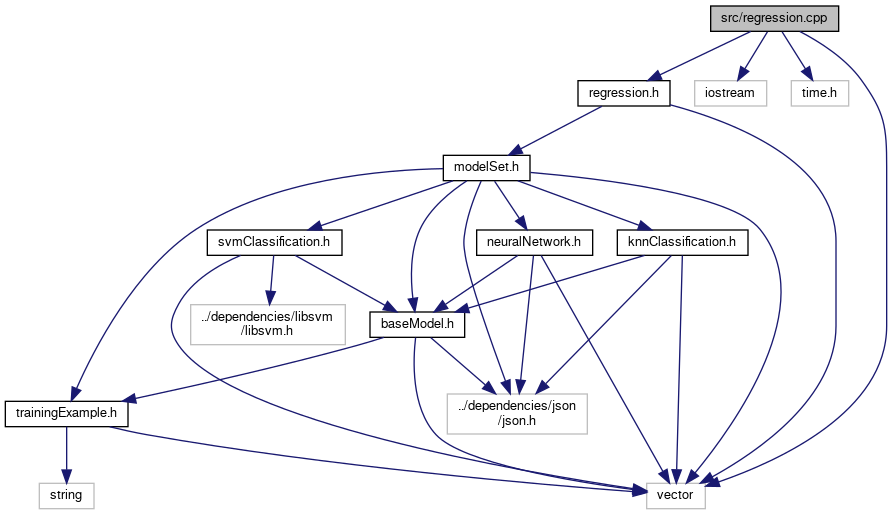 src/regression.cpp
regression.h
iostream
time.h
modelSet.h
svmClassification.h
neuralNetwork.h
knnClassification.h
../dependencies/libsvm
/libsvm.h
baseModel.h
../dependencies/json
/json.h
trainingExample.h
string
vector